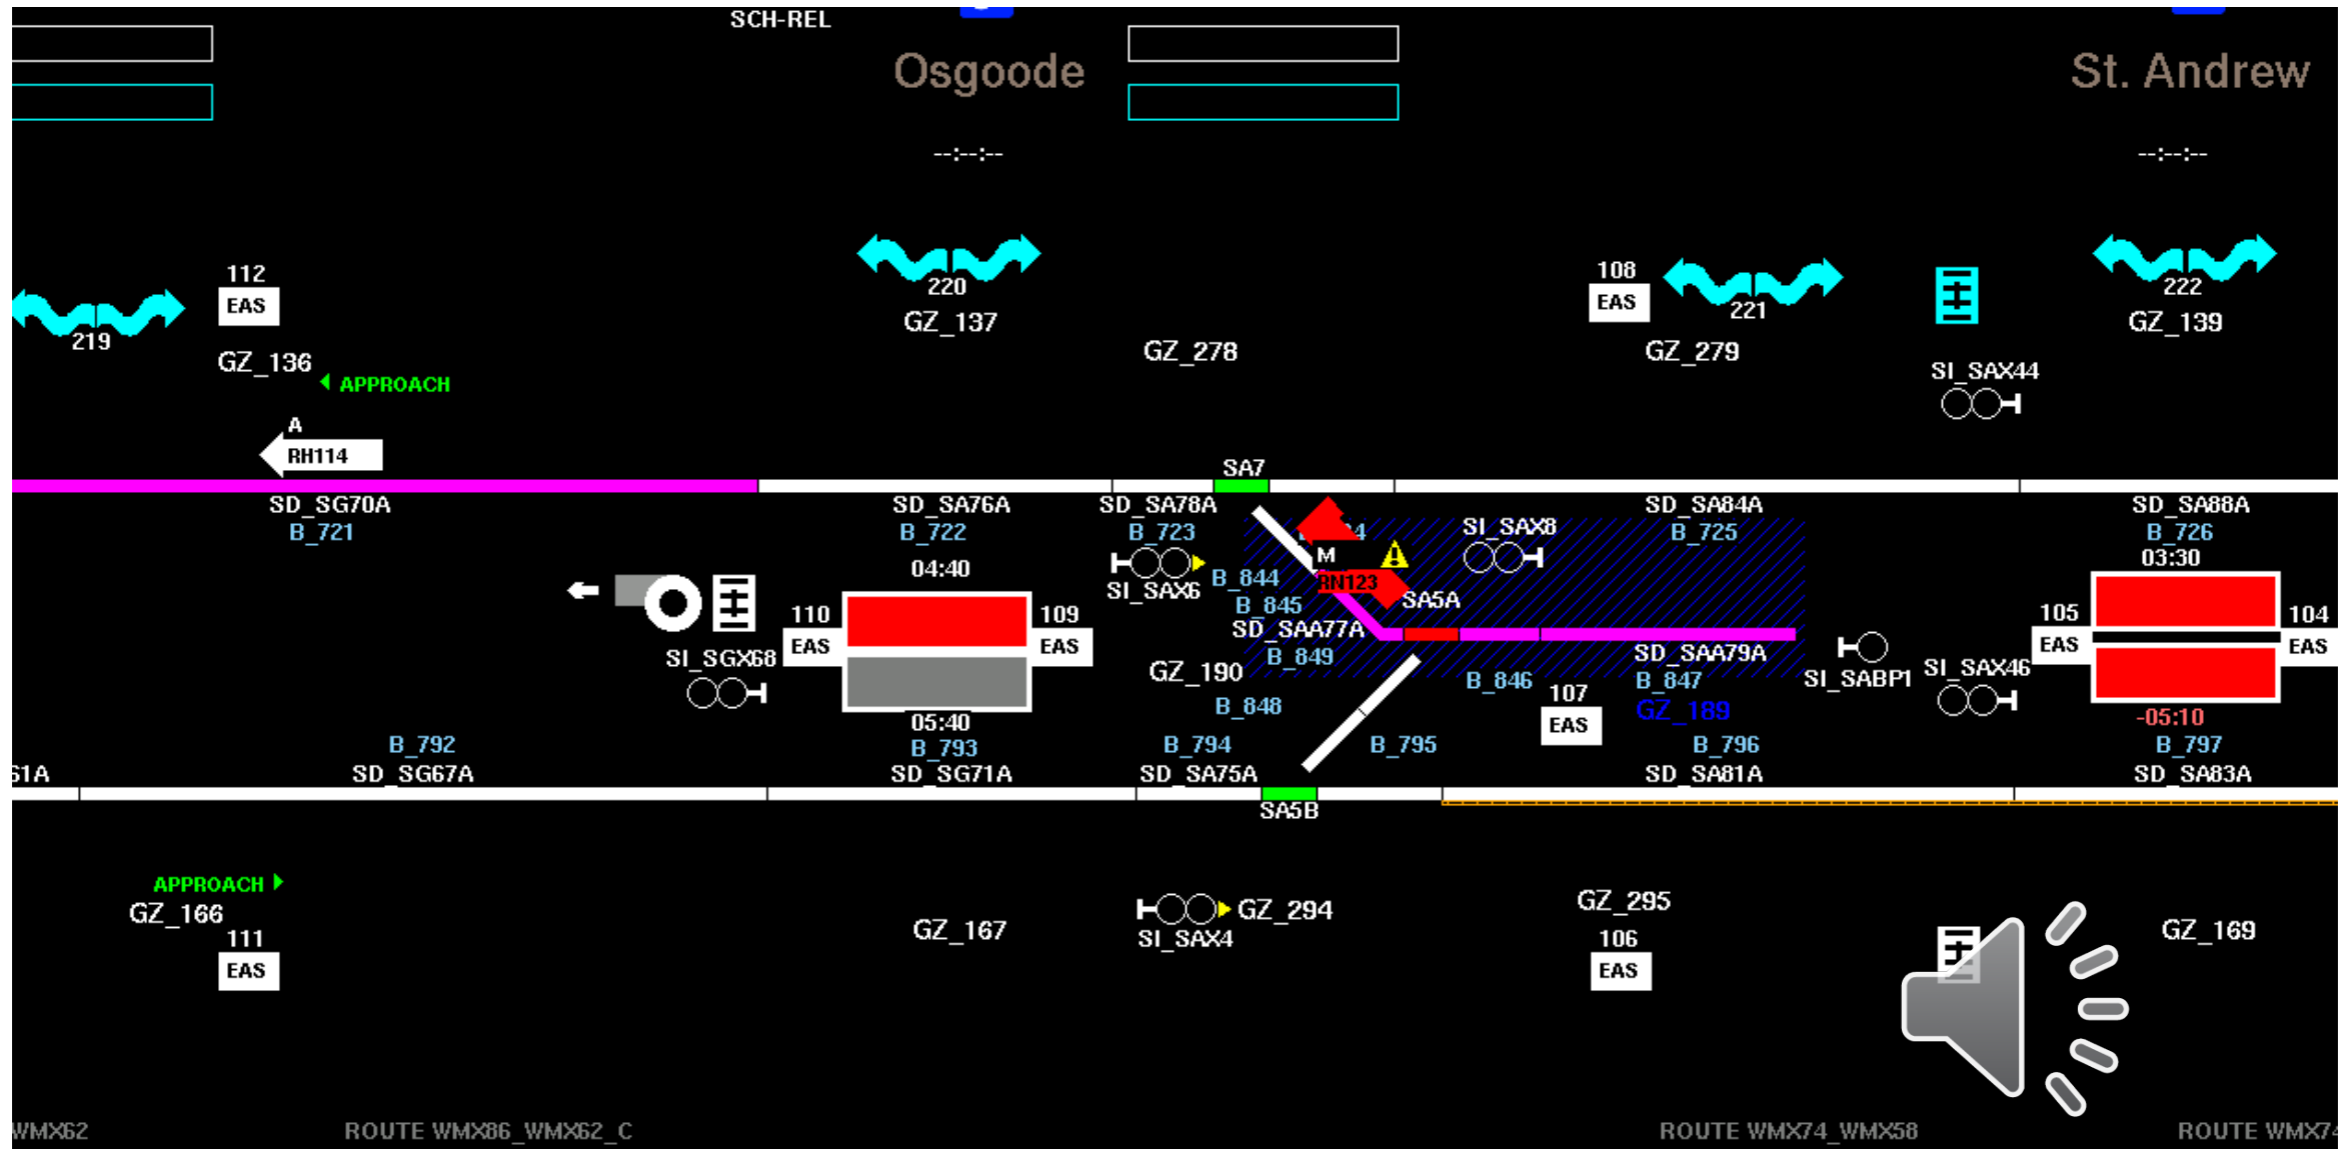 SCH-REL
Osgoode
St. Andrew
--:--:--
--:--:--
219
112
EAS
GZ_136
APPROACH
220
GZ_137
GZ_278
108
EAS
221
GZ_279
222
GZ_139
SI_SAX44
A
RH114
SA7
SD_SG70A
B_721
SD_SA76A
B_722
04:40
SD_SA78A
B_723
SI_SAX6
SD_SA84A
B_725
SI_SAX8
SD_SA88A
B_726
03:30
M
RN123
SA5A
B_844
B_845
SD_SAA77A
B_849
GZ_190
B_848
110
EAS
109
EAS
SI_SGX68
05:40
B_793
SD_SG71A
B_792
SD_SG67A
61A
B_794
SD_SA75A
B_795
B_846
107
EAS
SD_SAA79A
B_847
GZ_189
B_796
SD_SA81A
SI_SABP1
SI_SAX46
105
EAS
104
EAS
-05:10
B_797
SD_SA83A
SA5B
APPROACH
GZ_166
111
EAS
GZ_167
SI_SAX4
GZ_294
GZ_295
106
EAS
GZ_169
WMX62
ROUTE WMX86_WMX62_C
ROUTE WMX74_WMX58
ROUTE WMX74